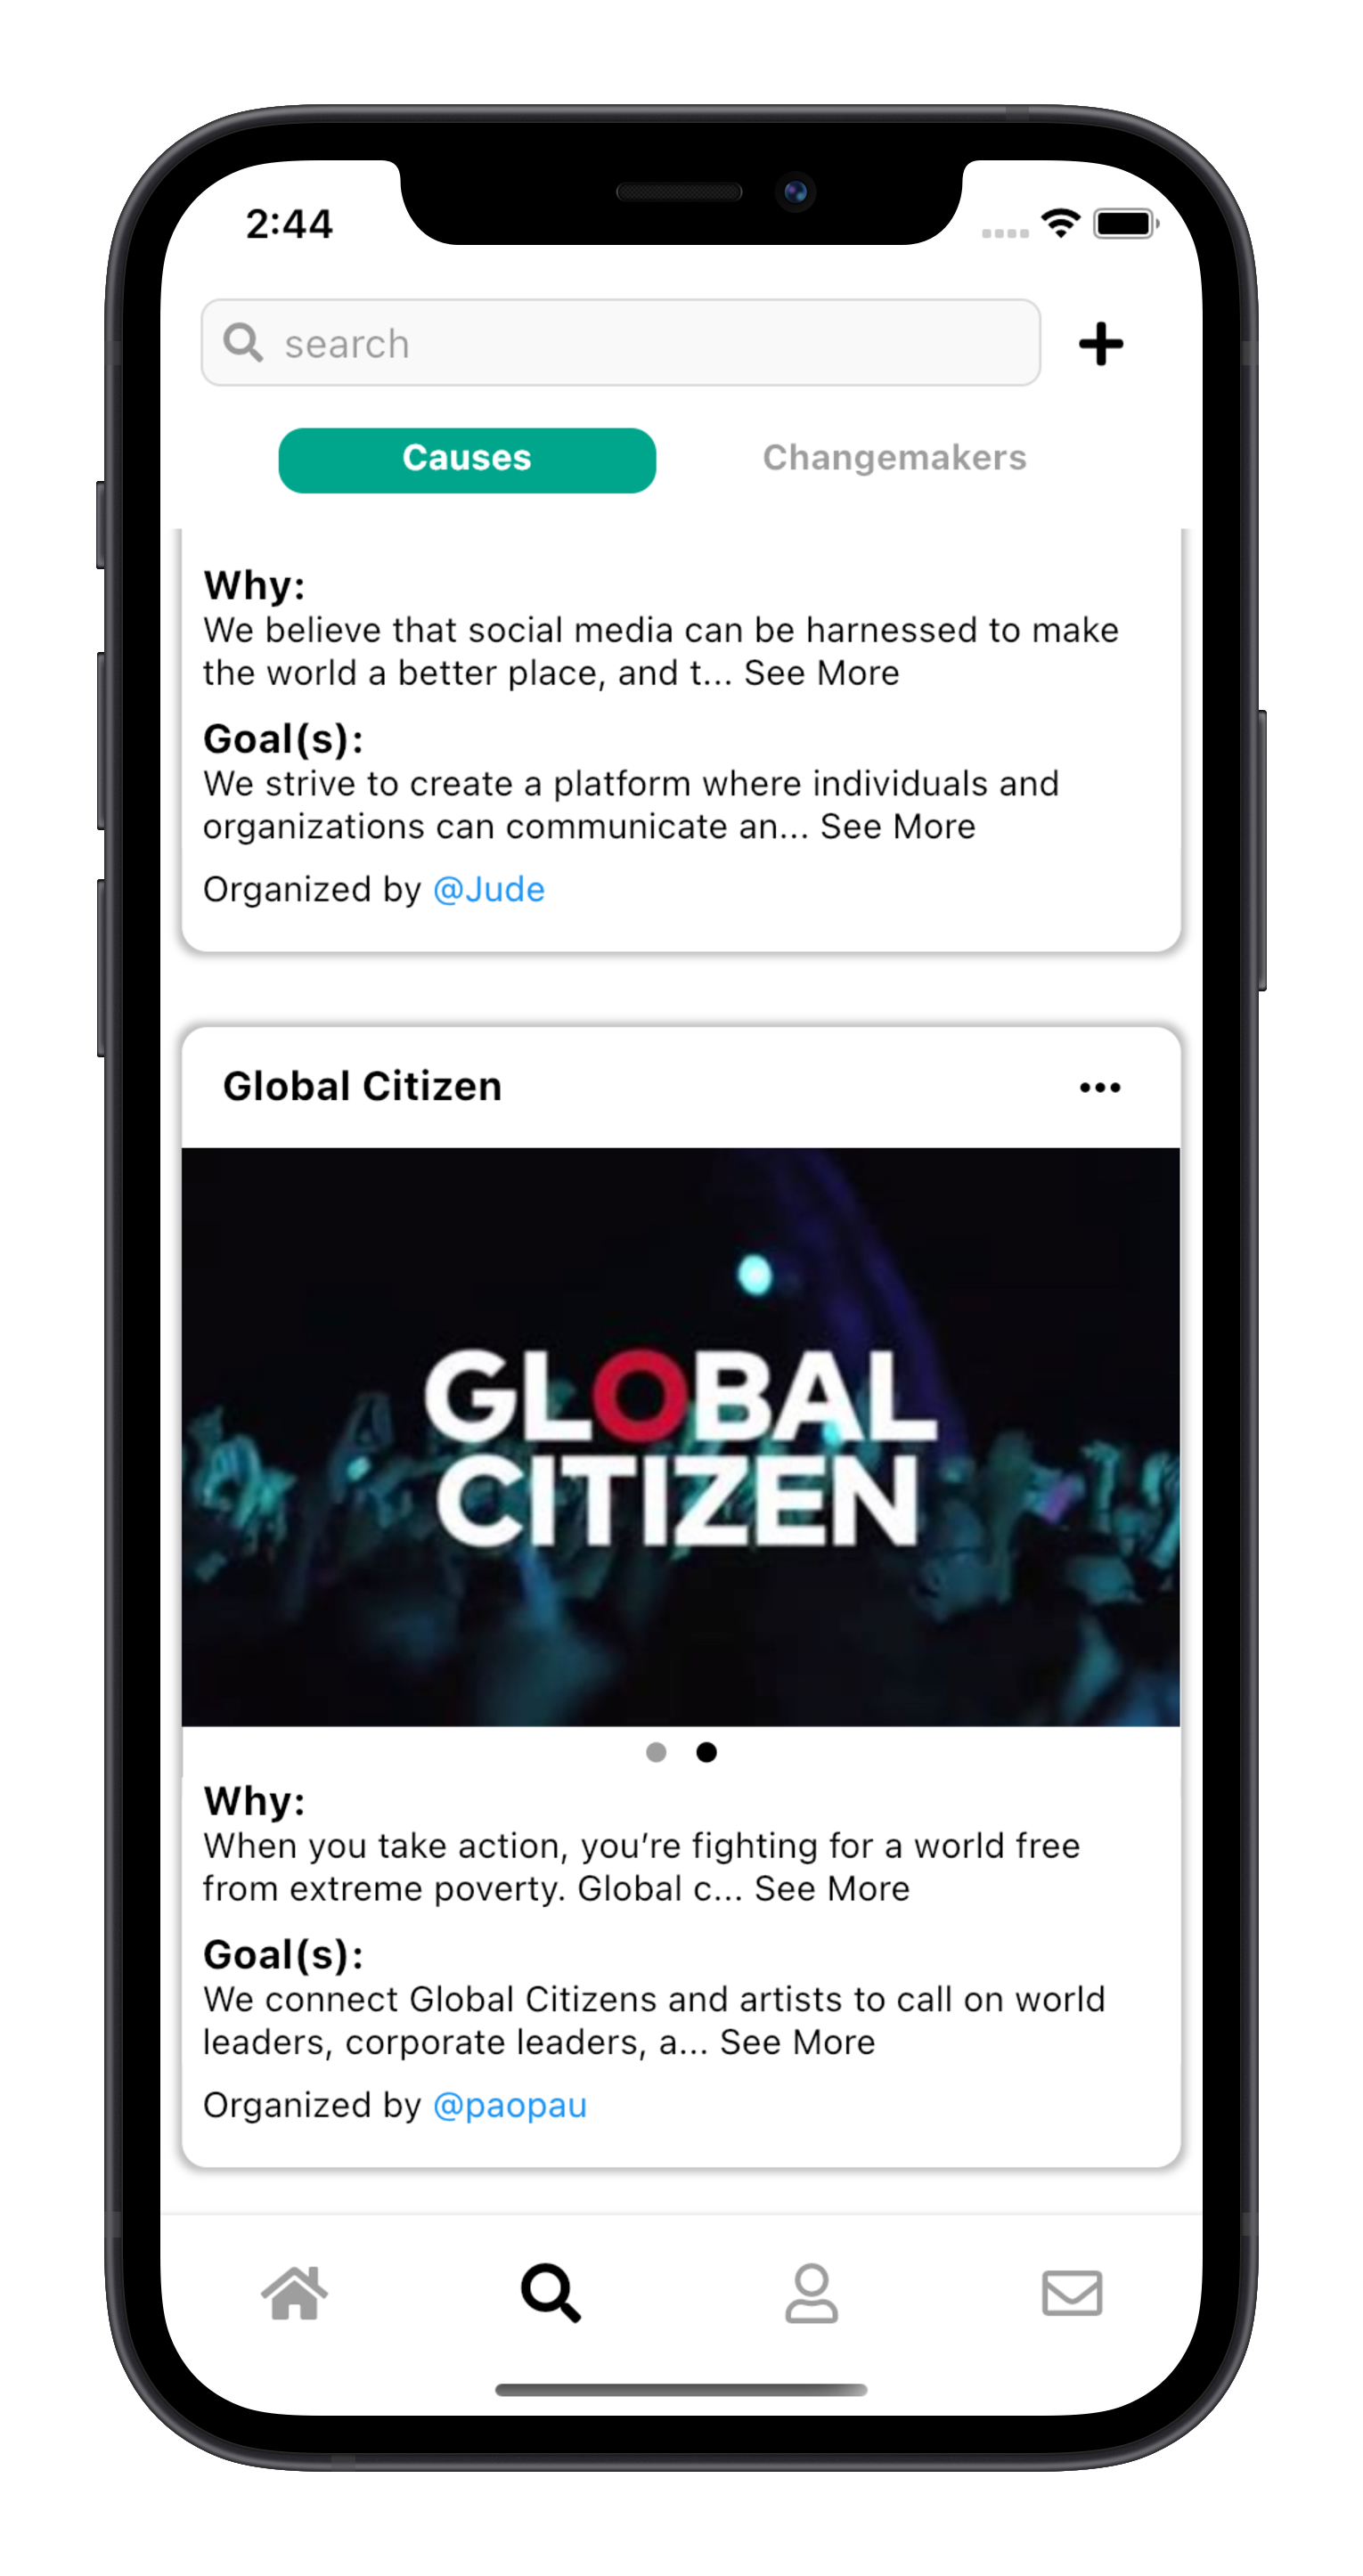 2:44
search
Causes
Changemakers
Why:
We believe that social media can be harnessed to make
the world a better place, and t... See More
Goal(s):
We strive to create a platform where individuals and
organizations can communicate an... See More
Organized by @Jude
Global Citizen
GLOBAL
CITIZEN
Why:
When you take action, you’re fighting for a world free
from extreme poverty. Global c... See More
Goal(s):
We connect Global Citizens and artists to call on world
leaders, corporate leaders, a... See More
Organized by @paopau